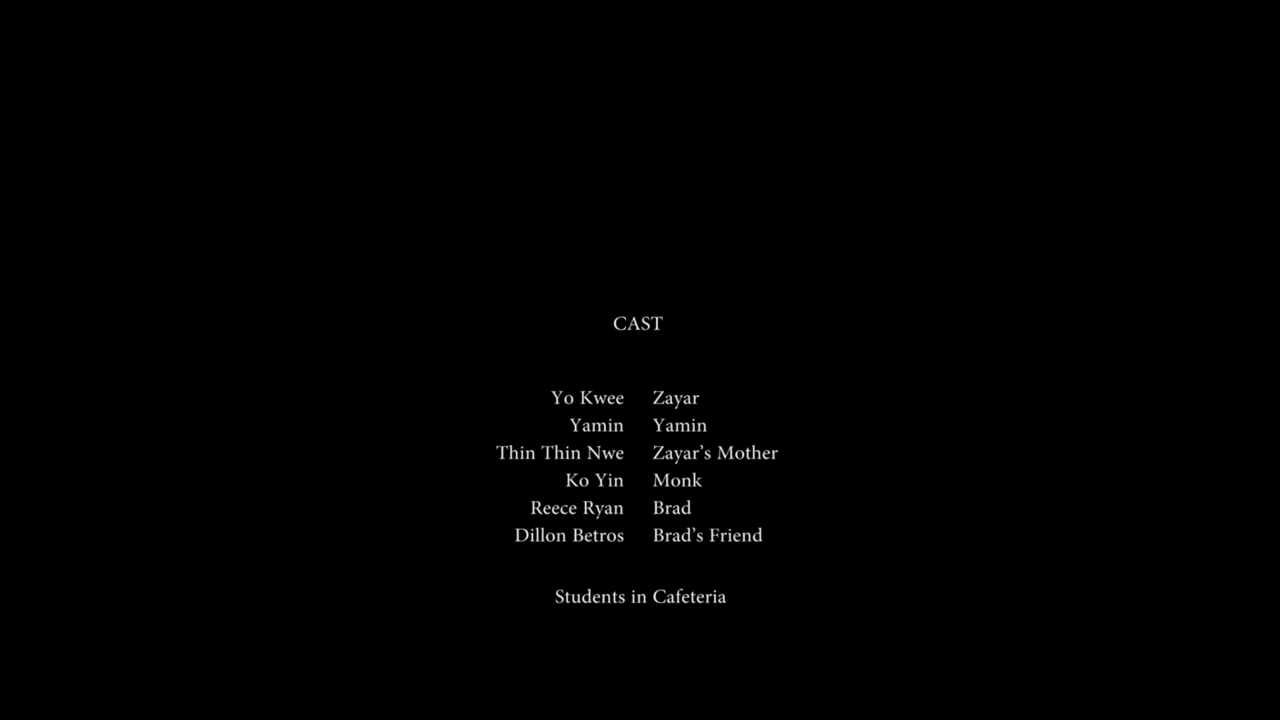 CAST
Yo Kwee Zayar
Yamin Yamin
Thin Thin Nwe Zayar’s Mother
Ko Yin Monk
Reece Ryan Brad
Dillon Betros Brad’s Friend
Students in Cafeteria